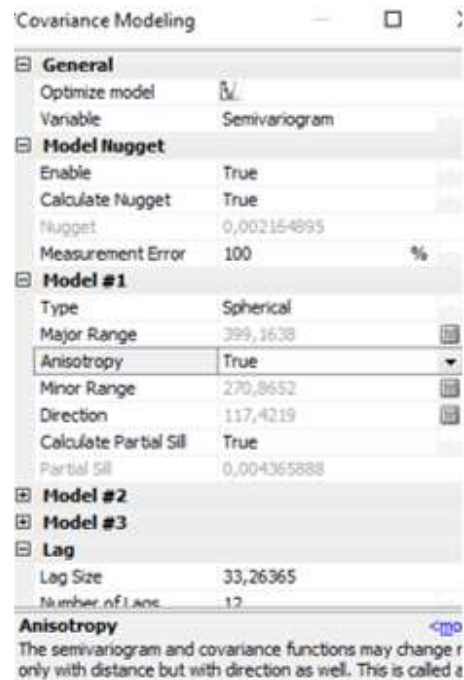 Covariance Modeling
General
Optimize model
Variable Semivariogram
Model Nugget
Enable True
Calculate Nugget True
Nugget 0,002164895
Measurement Error 100 %
Model #1
Type Spherical
Major Range 399,1638
Anisotropy True
Minor Range 270,8652
Direction 117,4219
Calculate Partial Sill True
Partial Sill 0,004365888
Model #2
Model #3
Lag
Lag Size 33,26365
Number of Lags 12
Anisotropy <mo
The semivariogram and covariance functions may change
only with distance but with direction as well. This is called a